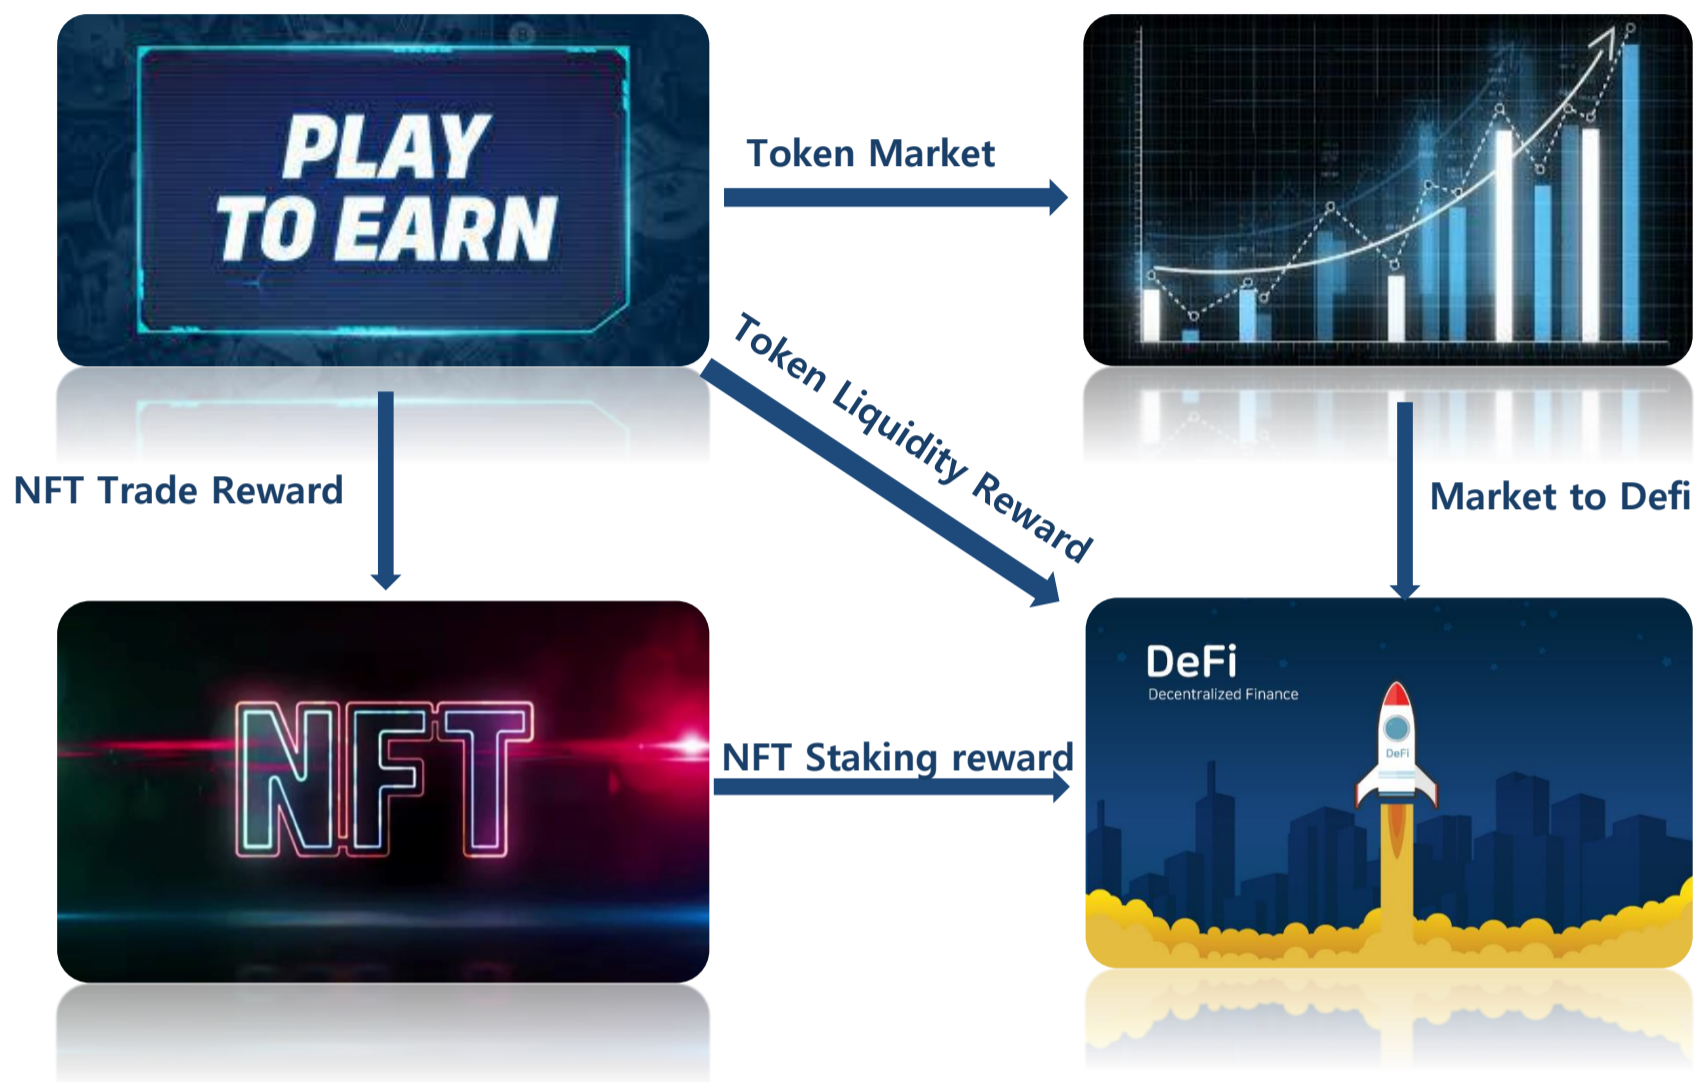 PLAY
TO EARN
Token Market
Token Liquidity Reward
NFT Trade Reward
Market to Defi
NFT
NFT Staking reward
DeFi
Decentralized Finance
DeFi